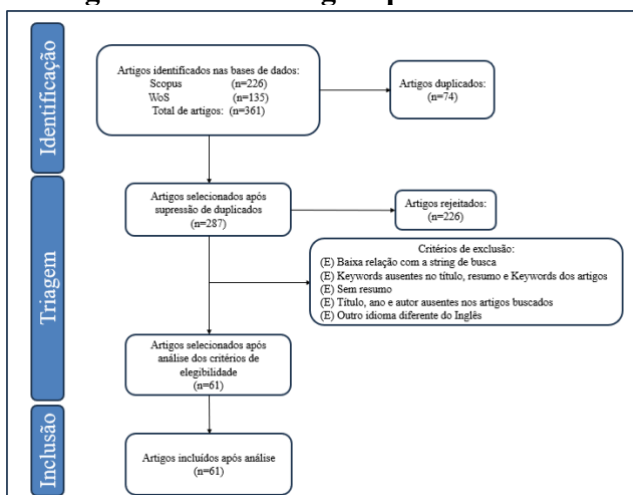 Identificação
Artigos identificados nas bases de dados:
Scopus (n=226)
WoS (n=135)
Total de artigos: (n=361)
Artigos duplicados:
(n=74)
Triagem
Artigos selecionados após
supressão de duplicados
(n=287)
Artigos rejeitados:
(n=226)
Critérios de exclusão:
(E) Baixa relação com a string de busca
(E) Keywords ausentes no título, resumo e Keywords dos artigos
(E) Sem resumo
(E) Título, ano e autor ausentes nos artigos buscados
(E) Outro idioma diferente do Inglês
Artigos selecionados após
análise dos critérios de
elegibilidade
(n=61)
Inclusão
Artigos incluídos após análise
(n=61)